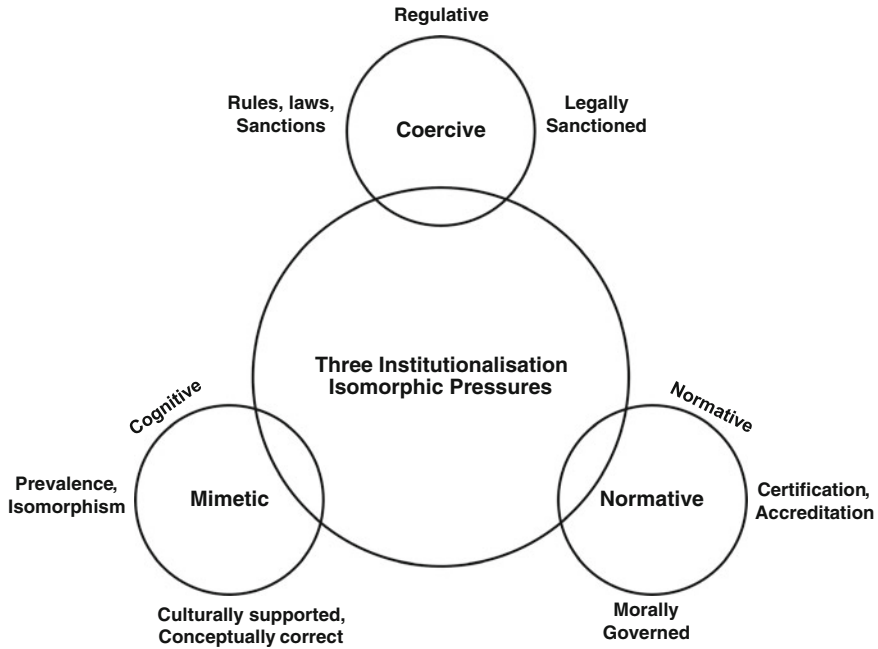 Regulative
Rules, laws,
Sanctions
Coercive
Legally
Sanctioned
Three Institutionalisation
Isomorphic Pressures
Cognitive
Prevalence,
Isomorphism
Mimetic
Culturally supported,
Conceptually correct
Normative
Normative
Certification,
Accreditation
Morally
Governed